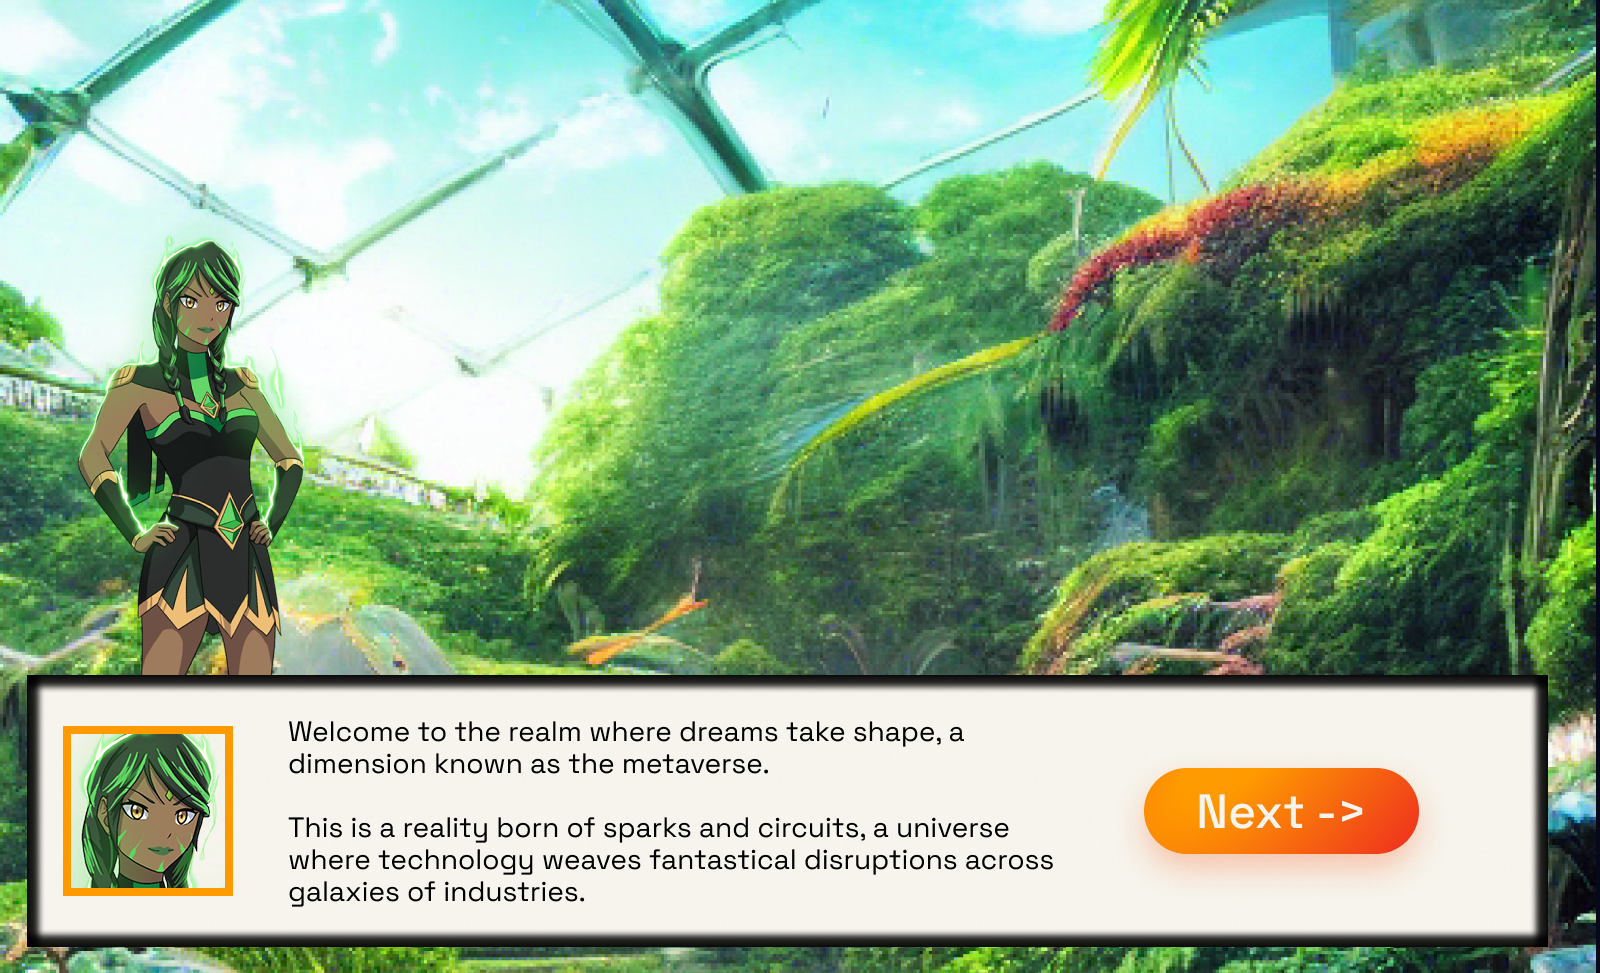 Welcome to the realm where dreams take shape, a
dimension known as the metaverse.
This is a reality born of sparks and circuits, a universe
where technology weaves fantastical disruptions across
galaxies of industries.
Next ->